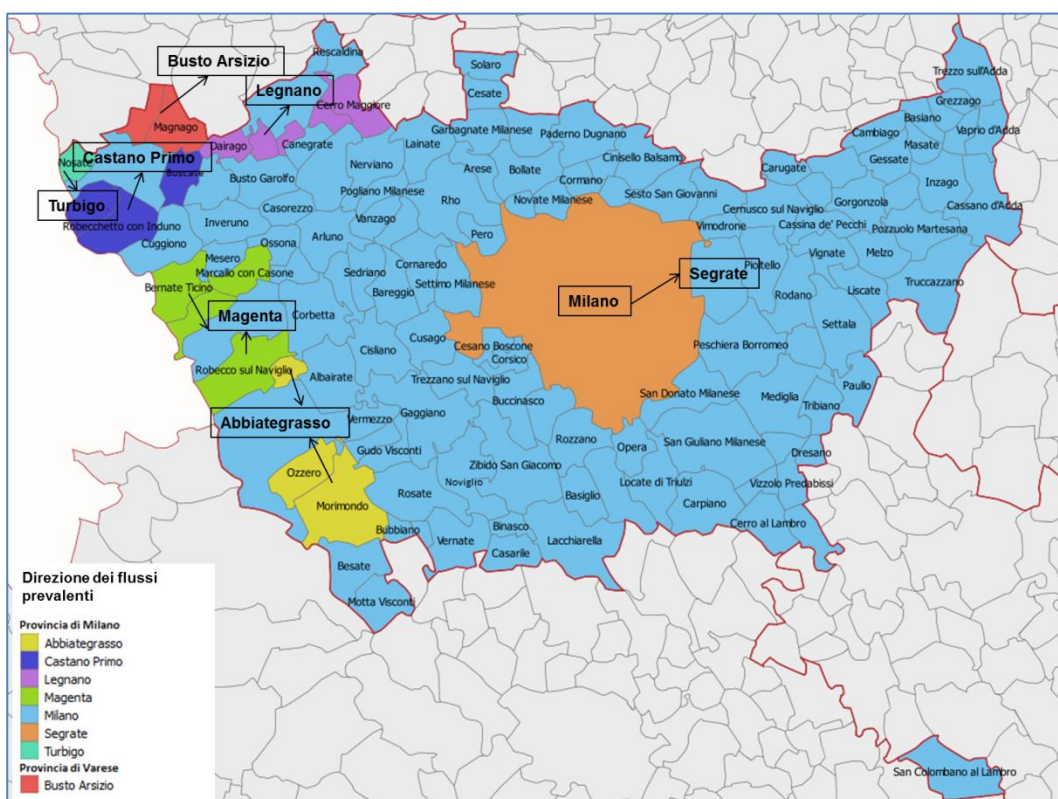 Busto Arsizio
Rescaldina
Legnano
Cerro Maggiore
Solaro
Cesate
Trezzo sull'Adda
Grezzago
Magnago
Dairago
Canegrate
Garbagnate Milanese
Lainate
Paderno Dugnano
Basiano
Cambiago
Vaprio d'Adda
Masate
Nosate
Castano Primo
Buscate
Busto Garolfo
Nerviano
Arese
Bollate
Cinisello Balsamo
Carugate
Gessate
Cormano
Pogliano Milanese
Inzago
Turbigo
Robecchetto con Induno
Casorezzo
Rho
Novate Milanese
Sesto San Giovanni
Cernusco sul Naviglio
Gorgonzola
Cassano d'Adda
Inveruno
Vanzago
Pero
Vimodrone
Cassina de' Pecchi
Pozzuolo Martesana
Cuggiono
Ossona
Arluno
Mesero
Vignate
Melzo
Marcallo con Casone
Sedriano
Cornaredo
Pioltello
Segrate
Bernate Ticino
Bareggio
Settimo Milanese
Milano
Rodano
Liscate
Truccazzano
Magenta
Corbetta
Settala
Cusago
Cesano Boscone
Corsico
Peschiera Borromeo
Cisliano
Robecco sul Naviglio
Albairate
Trezzano sul Naviglio
Buccinasco
San Donato Milanese
Mediglia
Paullo
Tribiano
Abbiategrasso
Vermezzo
Gaggiano
Rozzano
Opera
San Giuliano Milanese
Gudo Visconti
Dresano
Zibido San Giacomo
Ozzero
Noviglio
Locate di Triulzi
Vizzolo Predabissi
Rosate
Basiglio
Morimondo
Carpiano
Bubbiano
Binasco
Cerro al Lambro
Vernate
Casarile
Lacchiarella
Besate
Motta Visconti
San Colombano al Lambro
Direzione dei flussi
prevalenti
Provincia di Milano
Abbiategrasso
Castano Primo
Legnano
Magenta
Milano
Segrate
Turbigo
Provincia di Varese
Busto Arsizio